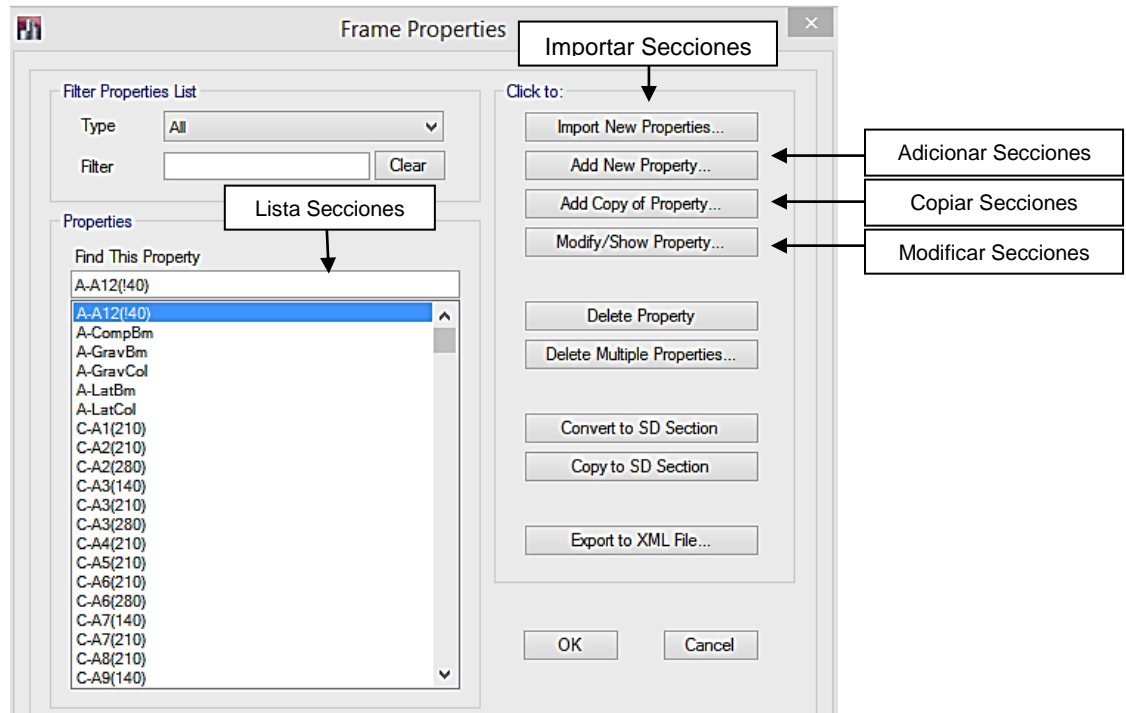 Frame Properties
Importar Secciones
Filter Properties List
Type
All
Filter
Clear
Lista Secciones
Properties
Find This Property
A-A12(!40)
A-A12(!40)
A-CompBm
A-GravBm
A-GravCol
A-LatBm
A-LatCol
C-A1(210)
C-A2(210)
C-A2(280)
C-A3(140)
C-A3(210)
C-A3(280)
C-A4(210)
C-A5(210)
C-A6(210)
C-A6(280)
C-A7(140)
C-A7(210)
C-A8(210)
C-A9(140)
Click to:
Import New Properties...
Add New Property...
Adicionar Secciones
Add Copy of Property...
Copiar Secciones
Modify/Show Property...
Modificar Secciones
Delete Property
Delete Multiple Properties...
Convert to SD Section
Copy to SD Section
Export to XML File...
OK
Cancel